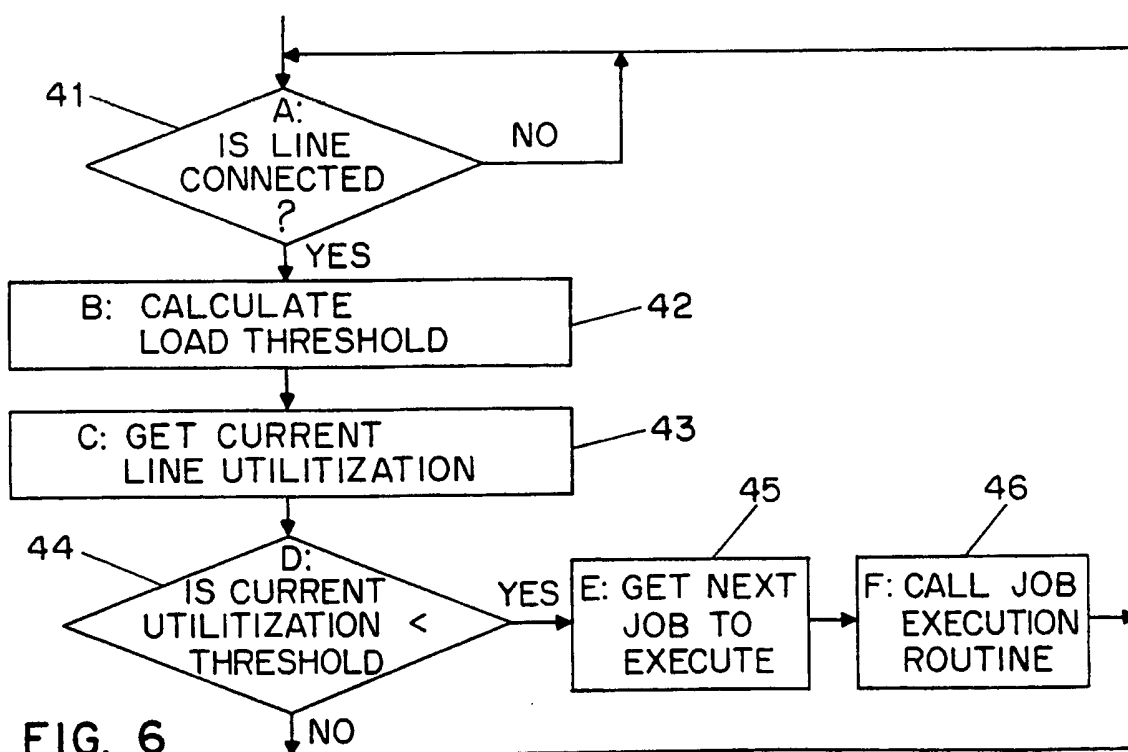 41
A:
IS LINE
CONNECTED
?
NO
YES
B: CALCULATE
LOAD THRESHOLD
42
C: GET CURRENT
LINE UTILITIZATION
43
44
D:
IS CURRENT
UTILITIZATION <
THRESHOLD
YES
45
E: GET NEXT
JOB TO
EXECUTE
46
F: CALL JOB
EXECUTION
ROUTINE
NO
FIG. 6